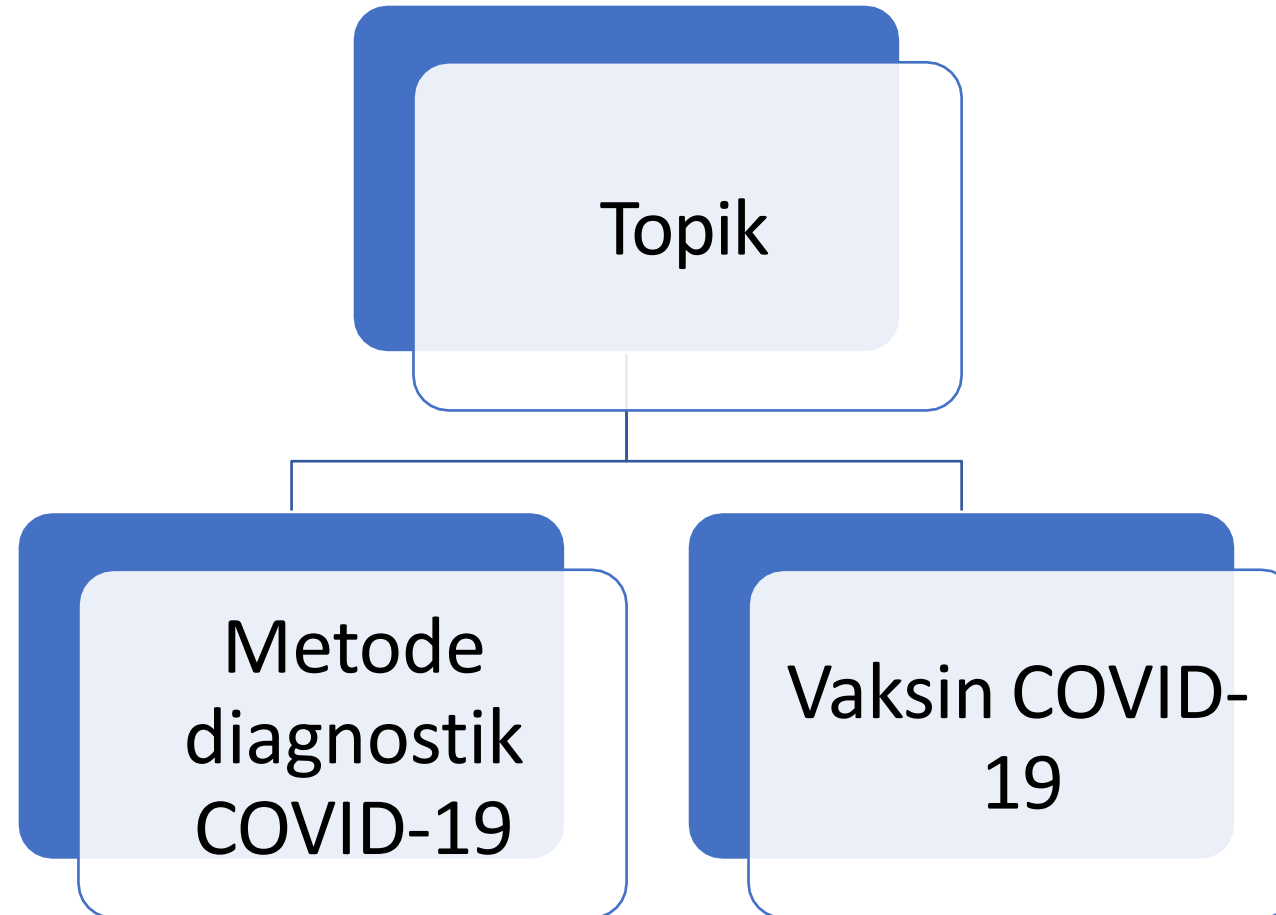 Topik
Metode
diagnostik
COVID-19
Vaksin COVID-
19